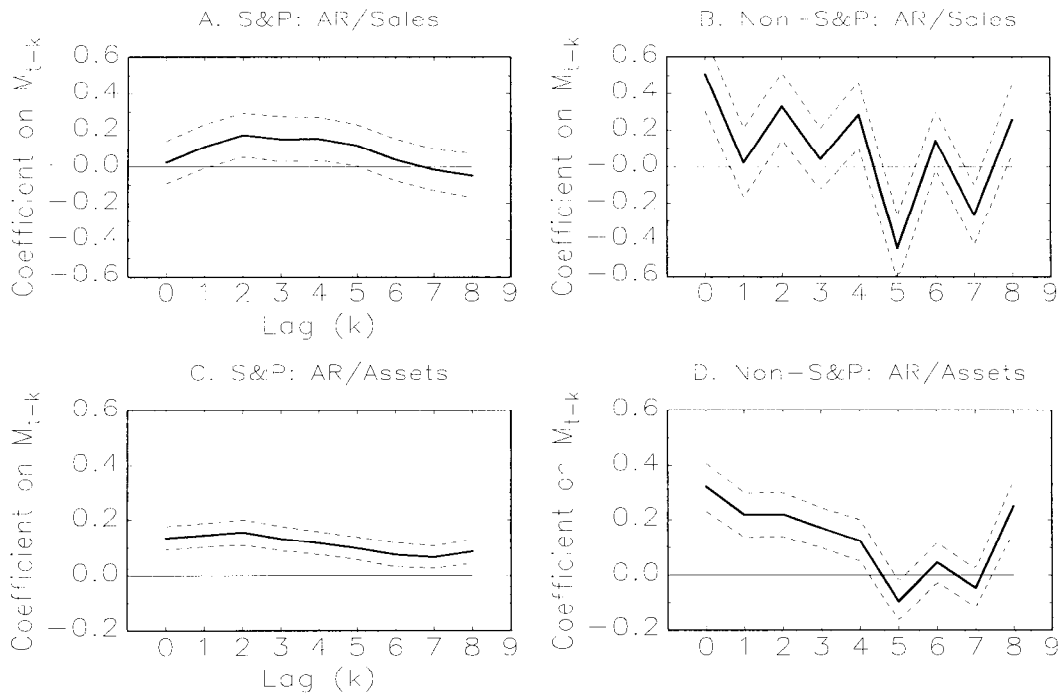 A. S&P: AR/Sales
Coefficient on M_{t-k}
0.6
0.4
0.2
0.0
-0.2
-0.4
-0.6
0 1 2 3 4 5 6 7 8 9
Lag (k)
B. Non-S&P: AR/Sales
Coefficient on M_{t-k}
0.6
0.4
0.2
0.0
-0.2
-0.4
-0.6
0 1 2 3 4 5 6 7 8 9
C. S&P: AR/Assets
Coefficient on M_{t-k}
0.6
0.4
0.2
0.0
-0.2
0 1 2 3 4 5 6 7 8 9
Lag (k)
D. Non-S&P: AR/Assets
Coefficient on M_{t-k}
0.6
0.4
0.2
0.0
-0.2
0 1 2 3 4 5 6 7 8 9